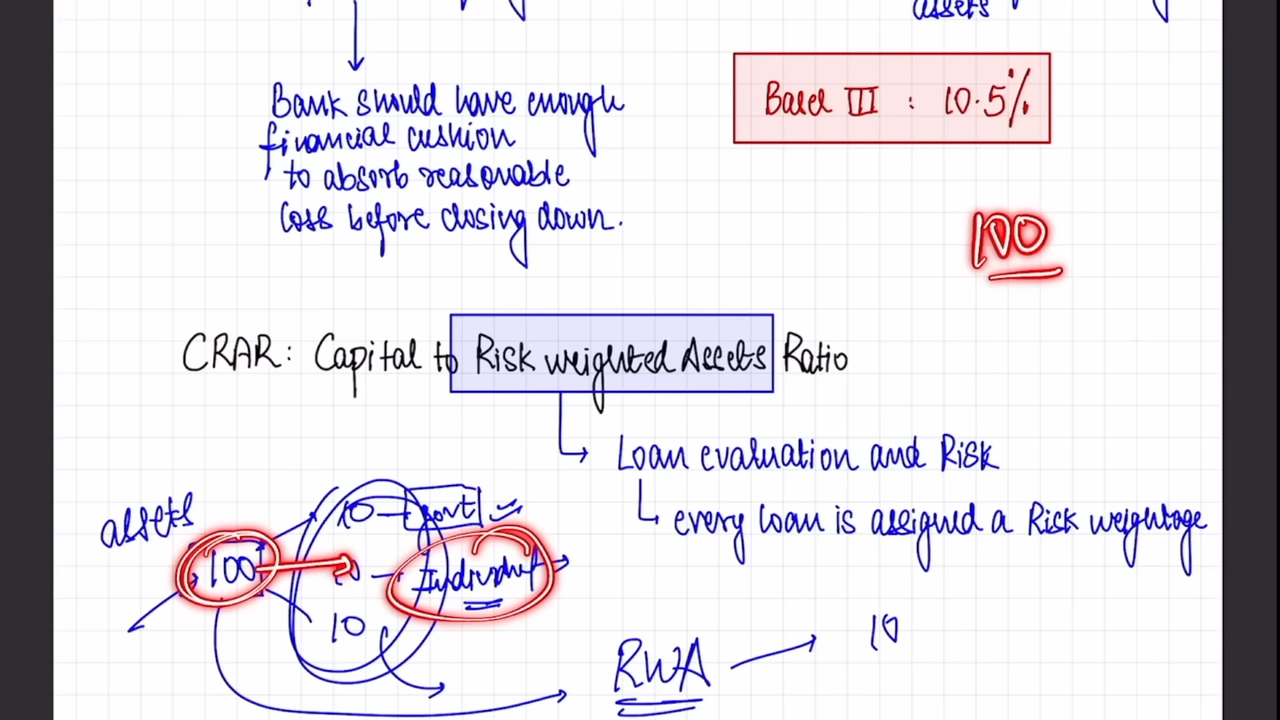 assets
Bank should have enough
financial cushion
to absorb reasonable
loss before closing down.
Basel III : 10.5%
100
CRAR: Capital to Risk weighted Assets Ratio
Loan evaluation and Risk
every loan is assigned a Risk weightage
assets
10 - Govt
100
10 - Individual
10
RWA
10